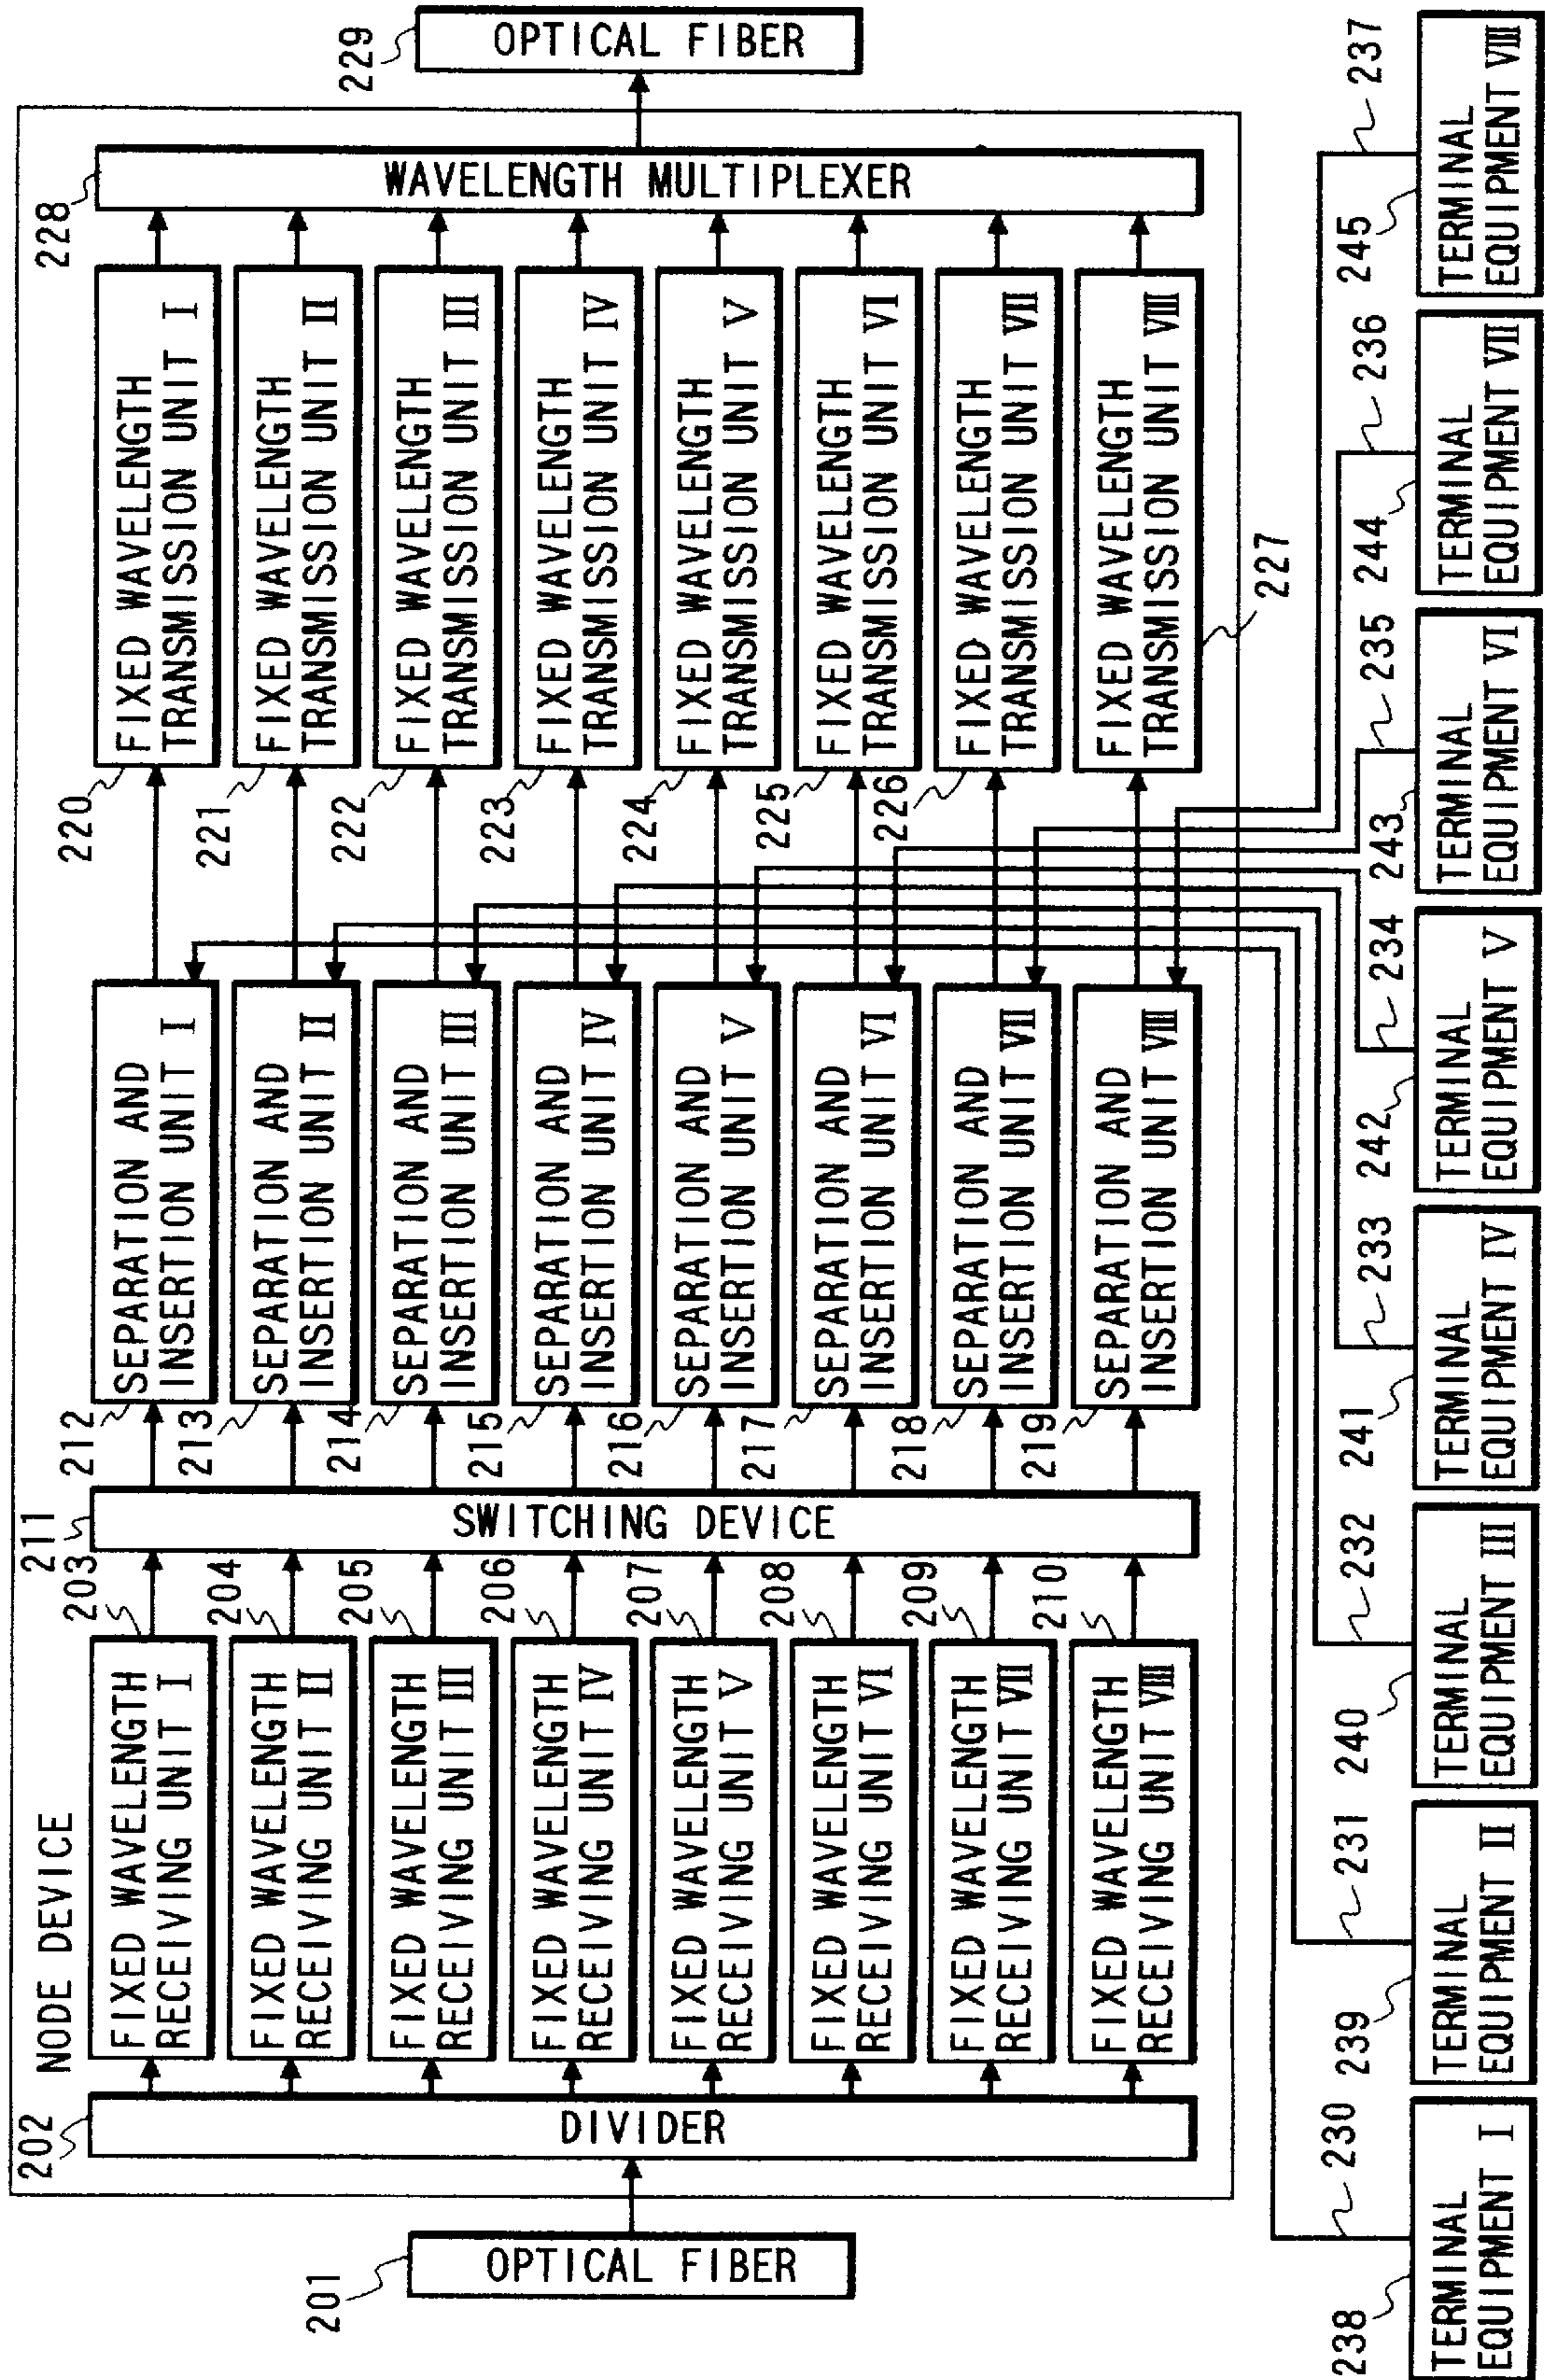 NODE DEVICE
201
OPTICAL FIBER
202
DIVIDER
FIXED WAVELENGTH
RECEIVING UNIT I
203
FIXED WAVELENGTH
RECEIVING UNIT II
204
FIXED WAVELENGTH
RECEIVING UNIT III
205
FIXED WAVELENGTH
RECEIVING UNIT IV
206
FIXED WAVELENGTH
RECEIVING UNIT V
207
FIXED WAVELENGTH
RECEIVING UNIT VI
208
FIXED WAVELENGTH
RECEIVING UNIT VII
209
FIXED WAVELENGTH
RECEIVING UNIT VIII
210
211
SWITCHING DEVICE
212
SEPARATION AND
INSERTION UNIT I
213
SEPARATION AND
INSERTION UNIT II
214
SEPARATION AND
INSERTION UNIT III
215
SEPARATION AND
INSERTION UNIT IV
216
SEPARATION AND
INSERTION UNIT V
217
SEPARATION AND
INSERTION UNIT VI
218
SEPARATION AND
INSERTION UNIT VII
219
SEPARATION AND
INSERTION UNIT VIII
220
FIXED WAVELENGTH
TRANSMISSION UNIT I
221
FIXED WAVELENGTH
TRANSMISSION UNIT II
222
FIXED WAVELENGTH
TRANSMISSION UNIT III
223
FIXED WAVELENGTH
TRANSMISSION UNIT IV
224
FIXED WAVELENGTH
TRANSMISSION UNIT V
225
FIXED WAVELENGTH
TRANSMISSION UNIT VI
226
FIXED WAVELENGTH
TRANSMISSION UNIT VII
FIXED WAVELENGTH
TRANSMISSION UNIT VIII
227
228
WAVELENGTH MULTIPLEXER
229
OPTICAL FIBER
238
TERMINAL
EQUIPMENT I
230
239
TERMINAL
EQUIPMENT II
231
240
TERMINAL
EQUIPMENT III
232
241
TERMINAL
EQUIPMENT IV
233
242
TERMINAL
EQUIPMENT V
234
243
TERMINAL
EQUIPMENT VI
235
244
TERMINAL
EQUIPMENT VII
236
245
TERMINAL
EQUIPMENT VIII
237